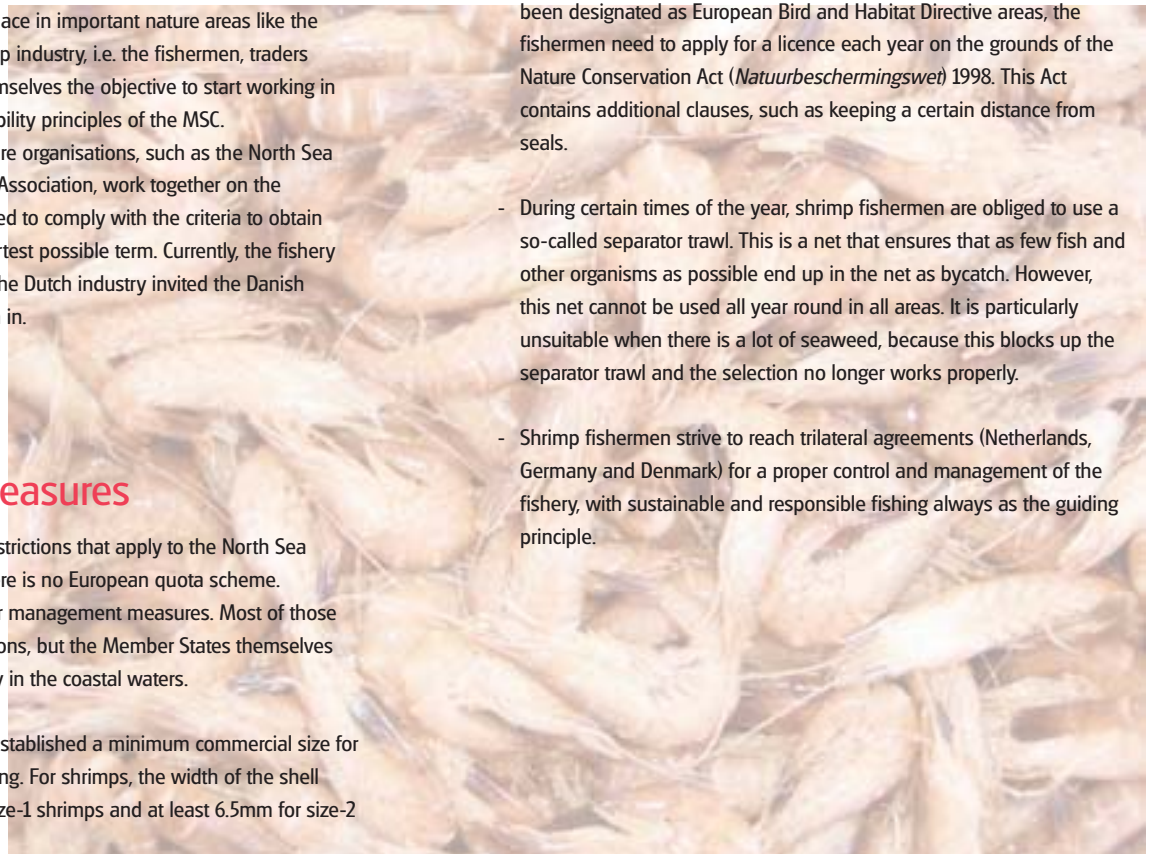 ace in important nature areas like the
p industry, i.e. the fishermen, traders
mselves the objective to start working in
bility principles of the MSC.
re organisations, such as the North Sea
Association, work together on the
ed to comply with the criteria to obtain
rtest possible term. Currently, the fishery
he Dutch industry invited the Danish
in.
easures
strictions that apply to the North Sea
re is no European quota scheme.
r management measures. Most of those
ons, but the Member States themselves
y in the coastal waters.
stablished a minimum commercial size for
ng. For shrimps, the width of the shell
ze-1 shrimps and at least 6.5mm for size-2
been designated as European Bird and Habitat Directive areas, the
fishermen need to apply for a licence each year on the grounds of the
Nature Conservation Act (Natuurbeschermingswet) 1998. This Act
contains additional clauses, such as keeping a certain distance from
seals.
- During certain times of the year, shrimp fishermen are obliged to use a
so-called separator trawl. This is a net that ensures that as few fish and
other organisms as possible end up in the net as bycatch. However,
this net cannot be used all year round in all areas. It is particularly
unsuitable when there is a lot of seaweed, because this blocks up the
separator trawl and the selection no longer works properly.
- Shrimp fishermen strive to reach trilateral agreements (Netherlands,
Germany and Denmark) for a proper control and management of the
fishery, with sustainable and responsible fishing always as the guiding
principle.